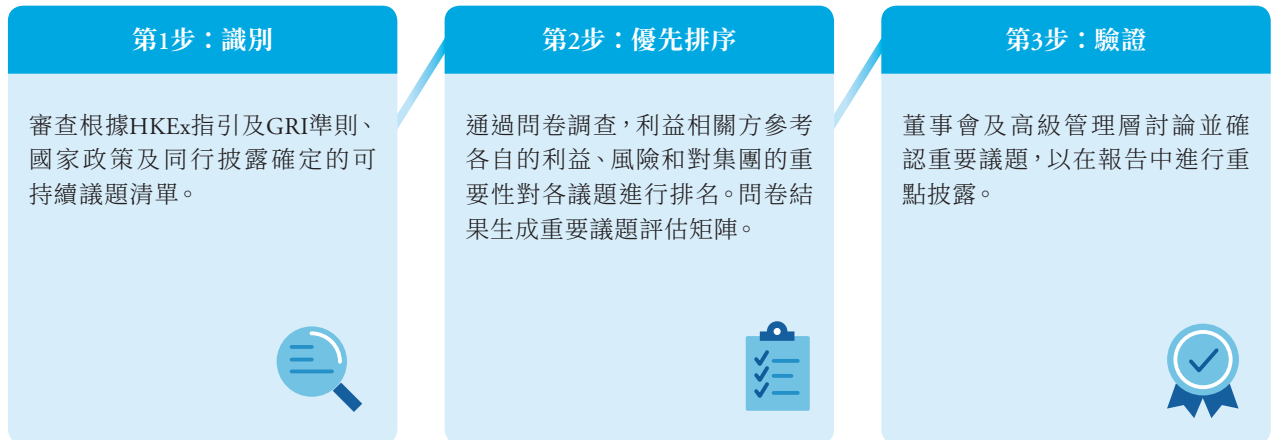 第1步：識別
審查根據HKEx指引及GRI準則、
國家政策及同行披露確定的可
持續議題清單。
第2步：優先排序
通過問卷調查，利益相關方參考
各自的利益、風險和對集團的重
要性對各議題進行排名。問卷結
果生成重要議題評估矩陣。
第3步：驗證
董事會及高級管理層討論並確
認重要議題，以在報告中進行重
點披露。